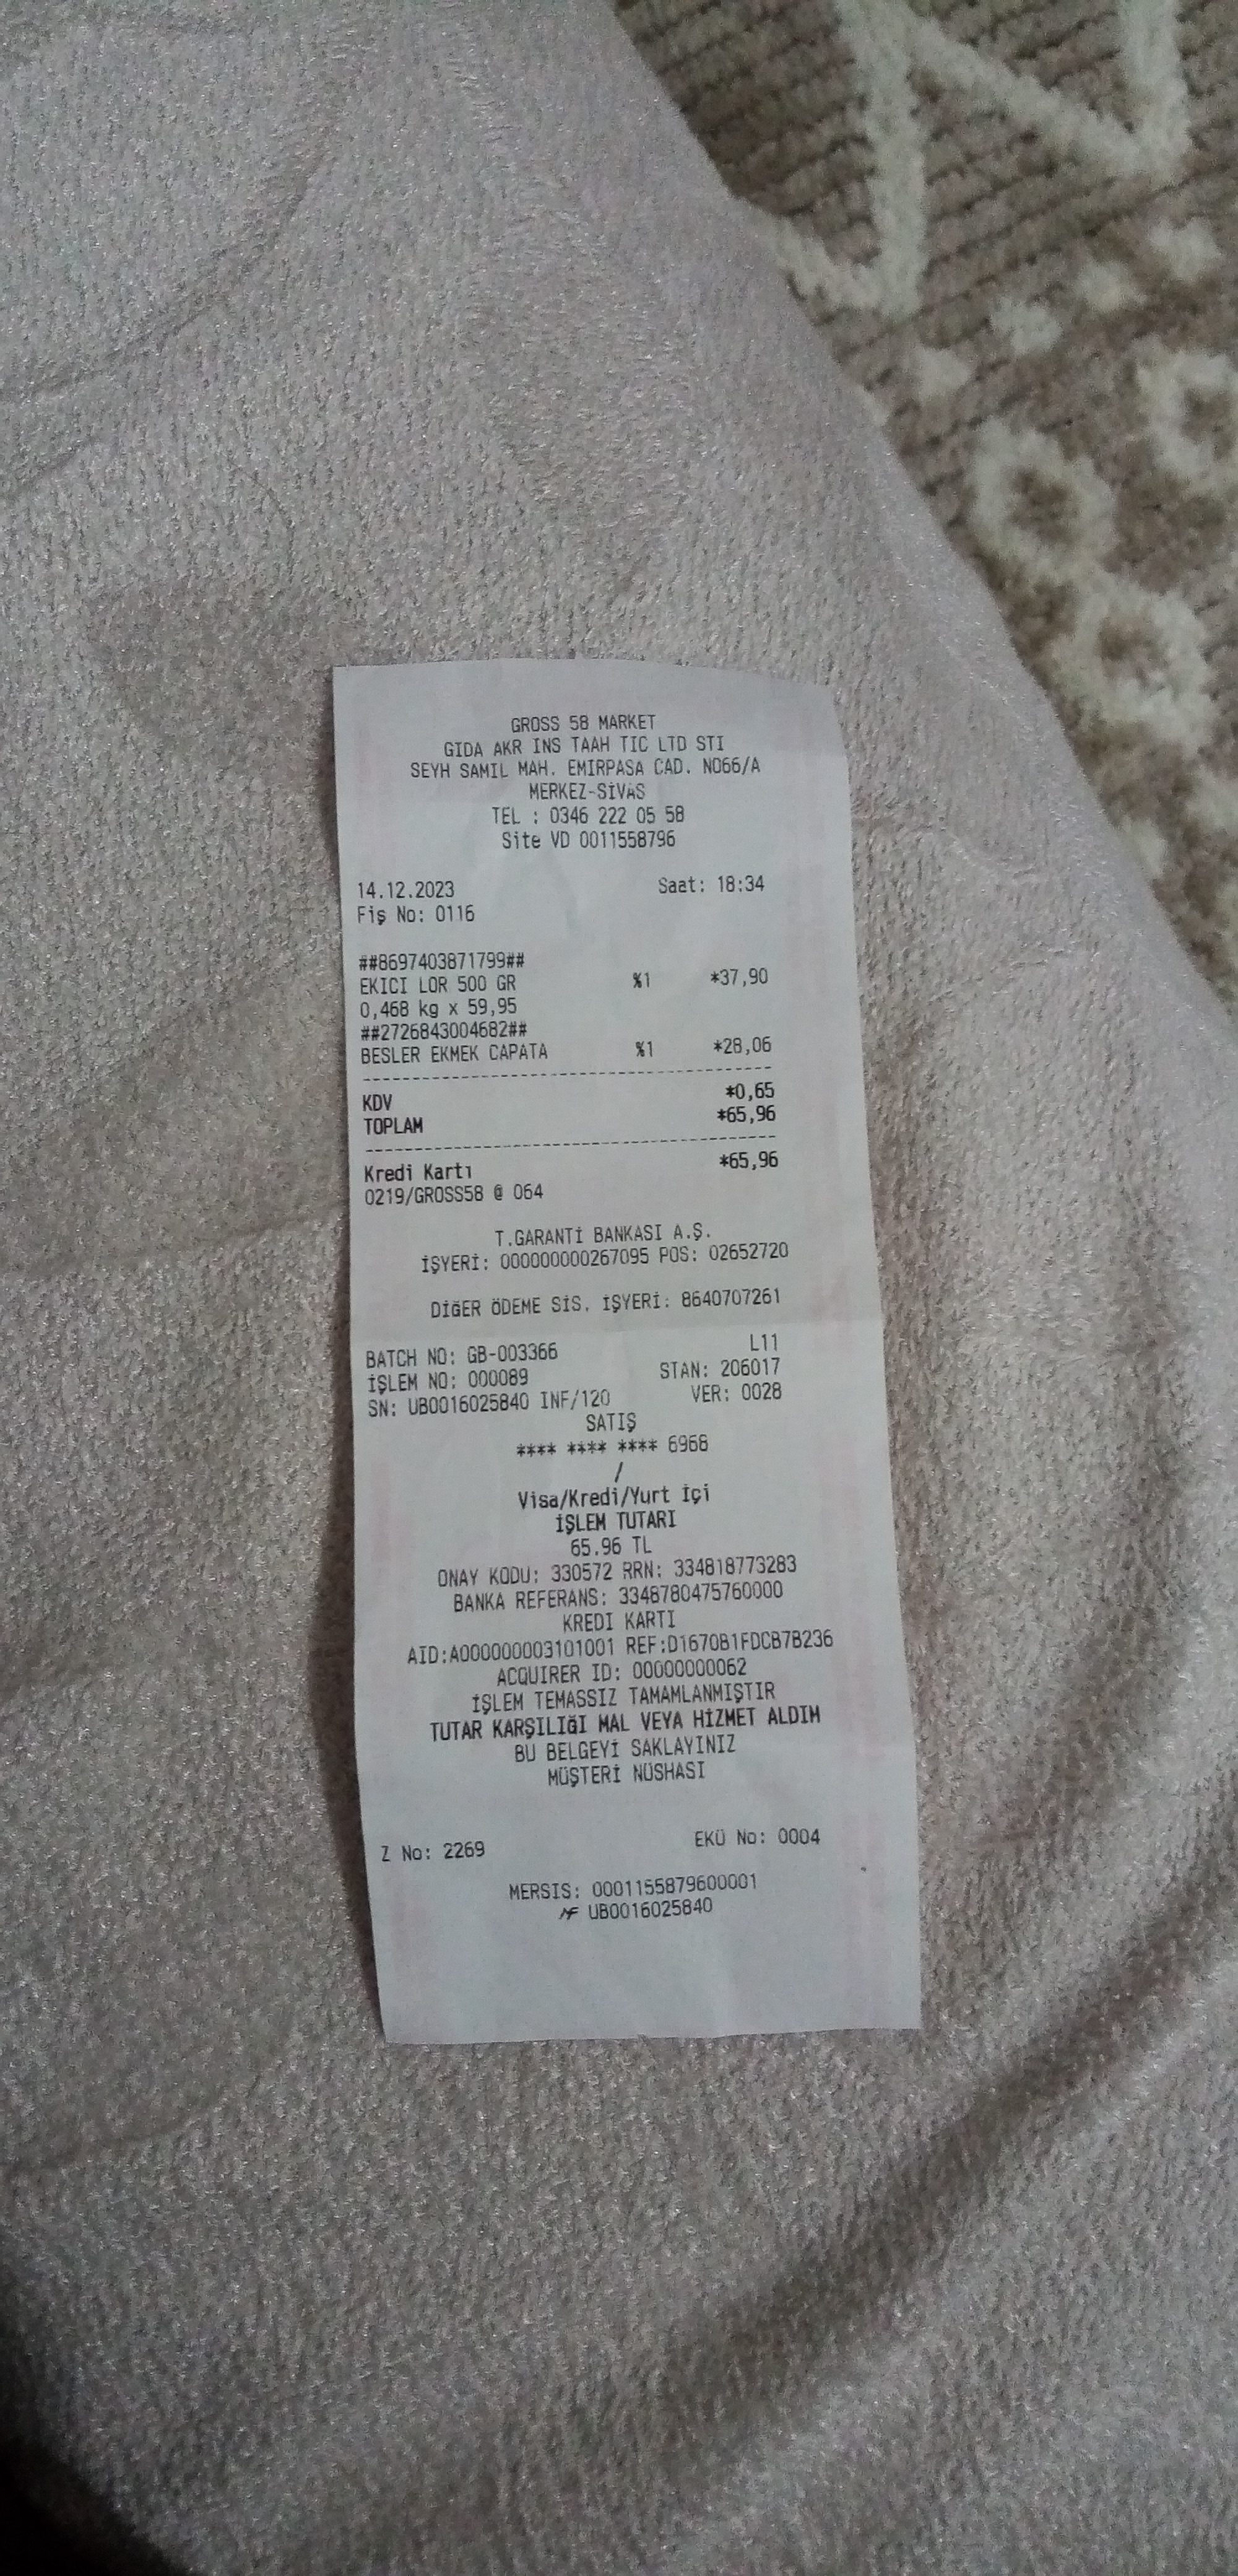 GROSS 58 MARKET
GIDA AKR INS TAAH TIC LTD STI
SEYH SAMIL MAH. EMIRPASA CAD. NO66/A
MERKEZ-SİVAS
TEL : 0346 222 05 58
Site VD 0011558796
14.12.2023 Saat: 18:34
Fiş No: 0116
##8697403871799##
EKICI LOR 500 GR %1 *37,90
0,468 kg x 59,95
##2726843004682##
BESLER EKMEK CAPATA %1 *28,06
KDV *0,65
TOPLAM *65,96
Kredi Kartı *65,96
0219/GROSS58 @ 064
T.GARANTİ BANKASI A.Ş.
İŞYERİ: 000000000267095 POS: 02652720
DİĞER ÖDEME SİS. İŞYERİ: 8640707261
L11
BATCH NO: GB-003366
İŞLEM NO: 000089 STAN: 206017
SN: UB0016025840 INF/120 VER: 0028
SATIŞ
**** **** **** 6968
/
Visa/Kredi/Yurt İçi
İŞLEM TUTARI
65.96 TL
ONAY KODU: 330572 RRN: 334818773283
BANKA REFERANS: 3348780475760000
KREDI KARTI
AID:A0000000003101001 REF:D1670B1FDCB7B236
ACQUIRER ID: 00000000062
İŞLEM TEMASSIZ TAMAMLANMIŞTIR
TUTAR KARŞILIĞI MAL VEYA HİZMET ALDIM
BU BELGEYİ SAKLAYINIZ
MÜŞTERİ NÜSHASI
Z No: 2269 EKÜ No: 0004
MERSIS: 0001155879600001
MF UB0016025840